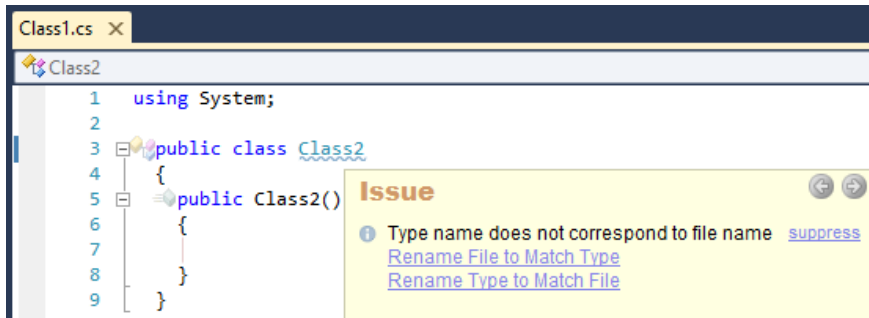 Class1.cs ×
Class2
1 using System;
2
3 public class Class2
4 {
5 public Class2()
6 {
7
8 }
9 }
Issue
Type name does not correspond to file name suppress
Rename File to Match Type
Rename Type to Match File